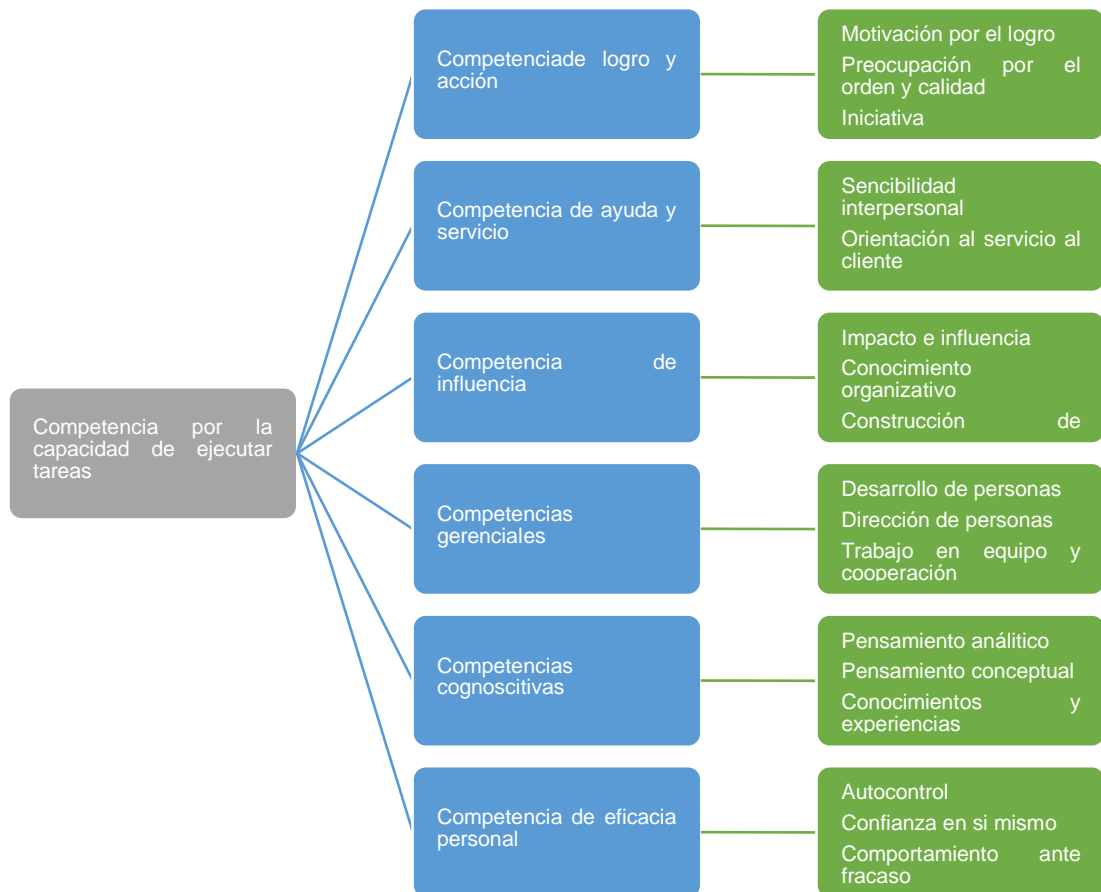 Competencia por la
capacidad de ejecutar
tareas
Competenciade logro y
acción
Motivación por el logro
Preocupación por el
orden y calidad
Iniciativa
Competencia de ayuda y
servicio
Sencibilidad
interpersonal
Orientación al servicio al
cliente
Competencia de
influencia
Impacto e influencia
Conocimiento
organizativo
Construcción de
Competencias
gerenciales
Desarrollo de personas
Dirección de personas
Trabajo en equipo y
cooperación
Competencias
cognoscitivas
Pensamiento análitico
Pensamiento conceptual
Conocimientos y
experiencias
Competencia de eficacia
personal
Autocontrol
Confianza en si mismo
Comportamiento ante
fracaso